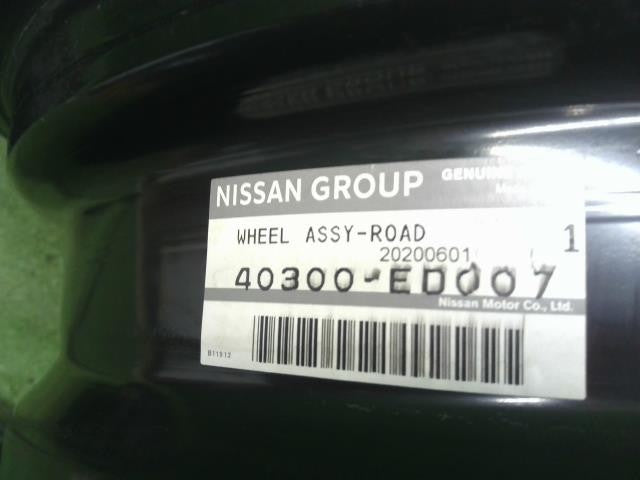 NISSAN GROUP
GENUINE
WHEEL ASSY-ROAD
1
20200601
40300-ED007
Nissan Motor Co., Ltd.
B11912